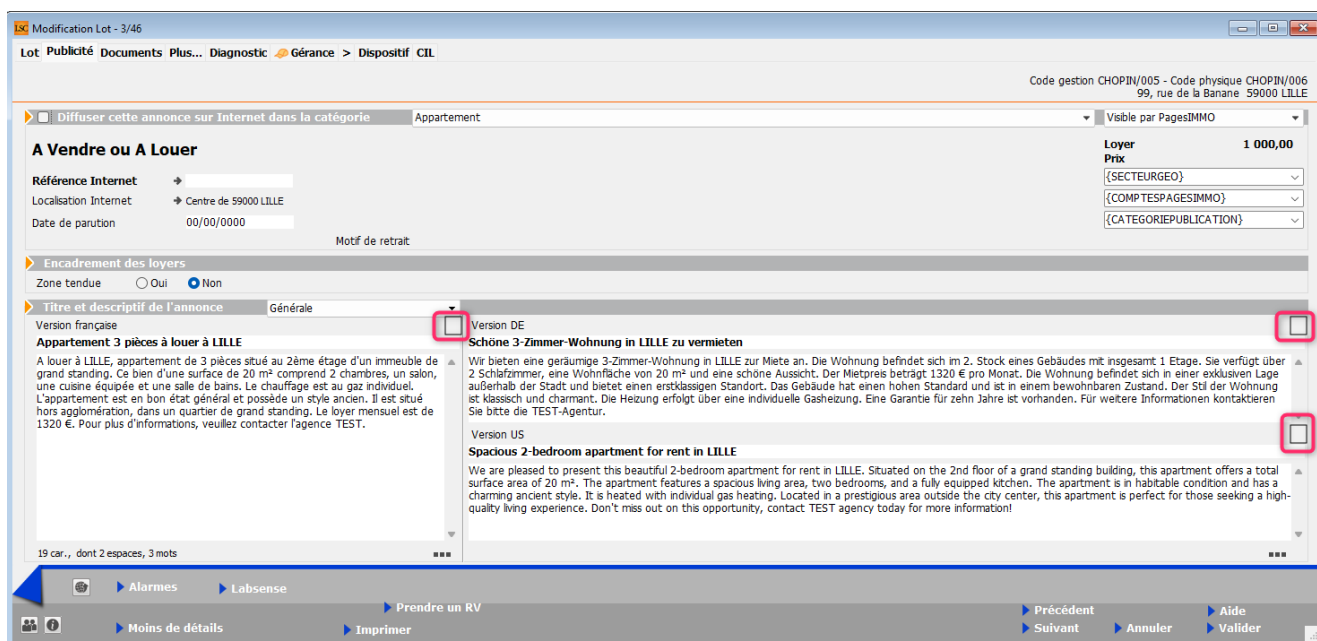 LSC Modification Lot - 3/46
Lot Publicité Documents Plus... Diagnostic Gérance > Dispositif CIL
Code gestion CHOPIN/005 - Code physique CHOPIN/006
99, rue de la Banane 59000 LILLE
Diffuser cette annonce sur Internet dans la catégorie Appartement Visible par PagesIMMO
A Vendre ou A Louer
Loyer 1 000,00
Prix
Référence Internet
{SECTEURGEO}
Localisation Internet Centre de 59000 LILLE
{COMPTESPAGESIMMO}
Date de parution 00/00/0000
{CATEGORIEPUBLICATION}
Motif de retrait
Encadrement des loyers
Zone tendue Oui Non
Titre et descriptif de l'annonce Générale
Version française
Appartement 3 pièces à louer à LILLE
A louer à LILLE, appartement de 3 pièces situé au 2ème étage d'un immeuble de
grand standing. Ce bien d'une surface de 20 m² comprend 2 chambres, un salon,
une cuisine équipée et une salle de bains. Le chauffage est au gaz individuel.
L'appartement est en bon état général et possède un style ancien. Il est situé
hors agglomération, dans un quartier de grand standing. Le loyer mensuel est de
1320 €. Pour plus d'informations, veuillez contacter l'agence TEST.
19 car., dont 2 espaces, 3 mots
Version DE
Schöne 3-Zimmer-Wohnung in LILLE zu vermieten
Wir bieten eine geräumige 3-Zimmer-Wohnung in LILLE zur Miete an. Die Wohnung befindet sich im 2. Stock eines Gebäudes mit insgesamt 1 Etage. Sie verfügt über
2 Schlafzimmer, eine Wohnfläche von 20 m² und eine schöne Aussicht. Der Mietpreis beträgt 1320 € pro Monat. Die Wohnung befindet sich in einer exklusiven Lage
außerhalb der Stadt und bietet einen erstklassigen Standort. Das Gebäude hat einen hohen Standard und ist in einem bewohnbaren Zustand. Der Stil der Wohnung
ist klassisch und charmant. Die Heizung erfolgt über eine individuelle Gasheizung. Eine Garantie für zehn Jahre ist vorhanden. Für weitere Informationen kontaktieren
Sie bitte die TEST-Agentur.
Version US
Spacious 2-bedroom apartment for rent in LILLE
We are pleased to present this beautiful 2-bedroom apartment for rent in LILLE. Situated on the 2nd floor of a grand standing building, this apartment offers a total
surface area of 20 m². The apartment features a spacious living area, two bedrooms, and a fully equipped kitchen. The apartment is in habitable condition and has a
charming ancient style. It is heated with individual gas heating. Located in a prestigious area outside the city center, this apartment is perfect for those seeking a high-
quality living experience. Don't miss out on this opportunity, contact TEST agency today for more information!
Alarmes Labsense
Prendre un RV Précédent Aide
Moins de détails Imprimer Suivant Annuler Valider